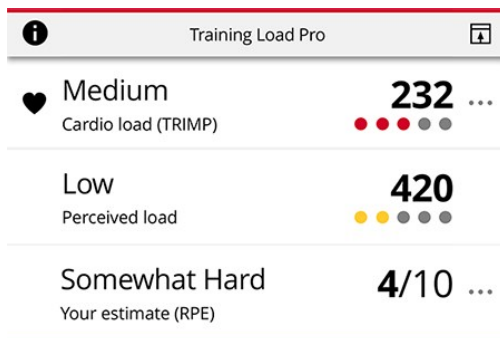 Training Load Pro
Medium 232
Cardio load (TRIMP)
Low 420
Perceived load
Somewhat Hard 4/10
Your estimate (RPE)